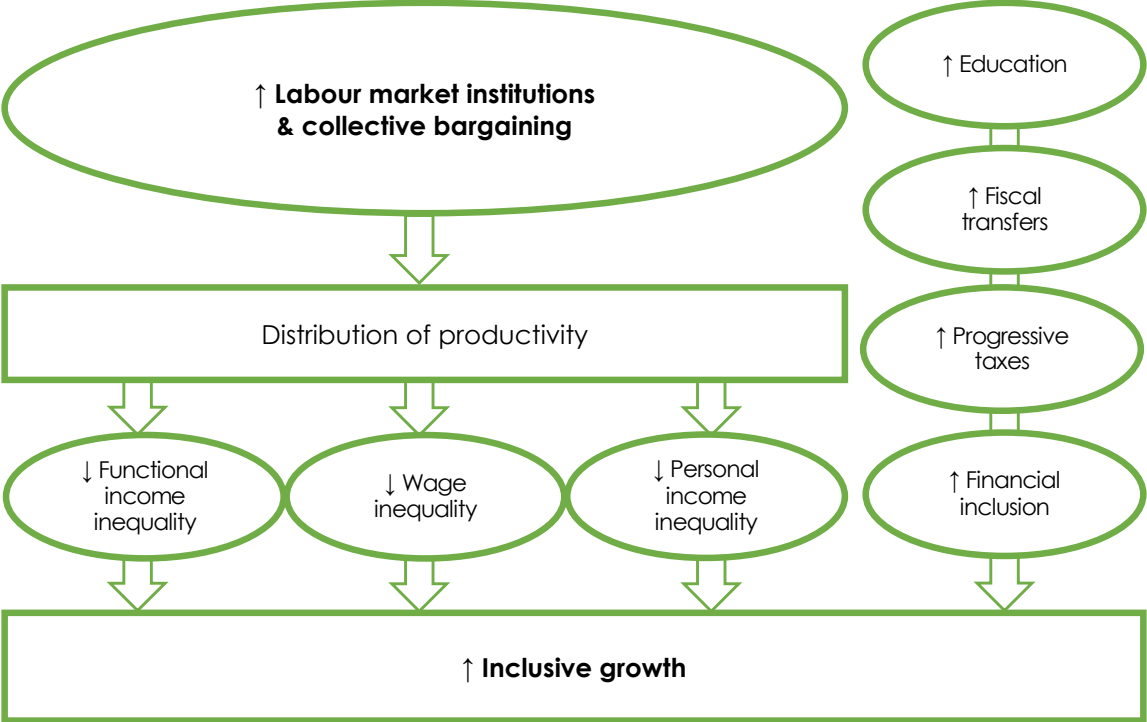 ↑ Labour market institutions
& collective bargaining
Distribution of productivity
↓ Functional
income
inequality
↓ Wage
inequality
↓ Personal
income
inequality
↑ Education
↑ Fiscal
transfers
↑ Progressive
taxes
↑ Financial
inclusion
↑ Inclusive growth